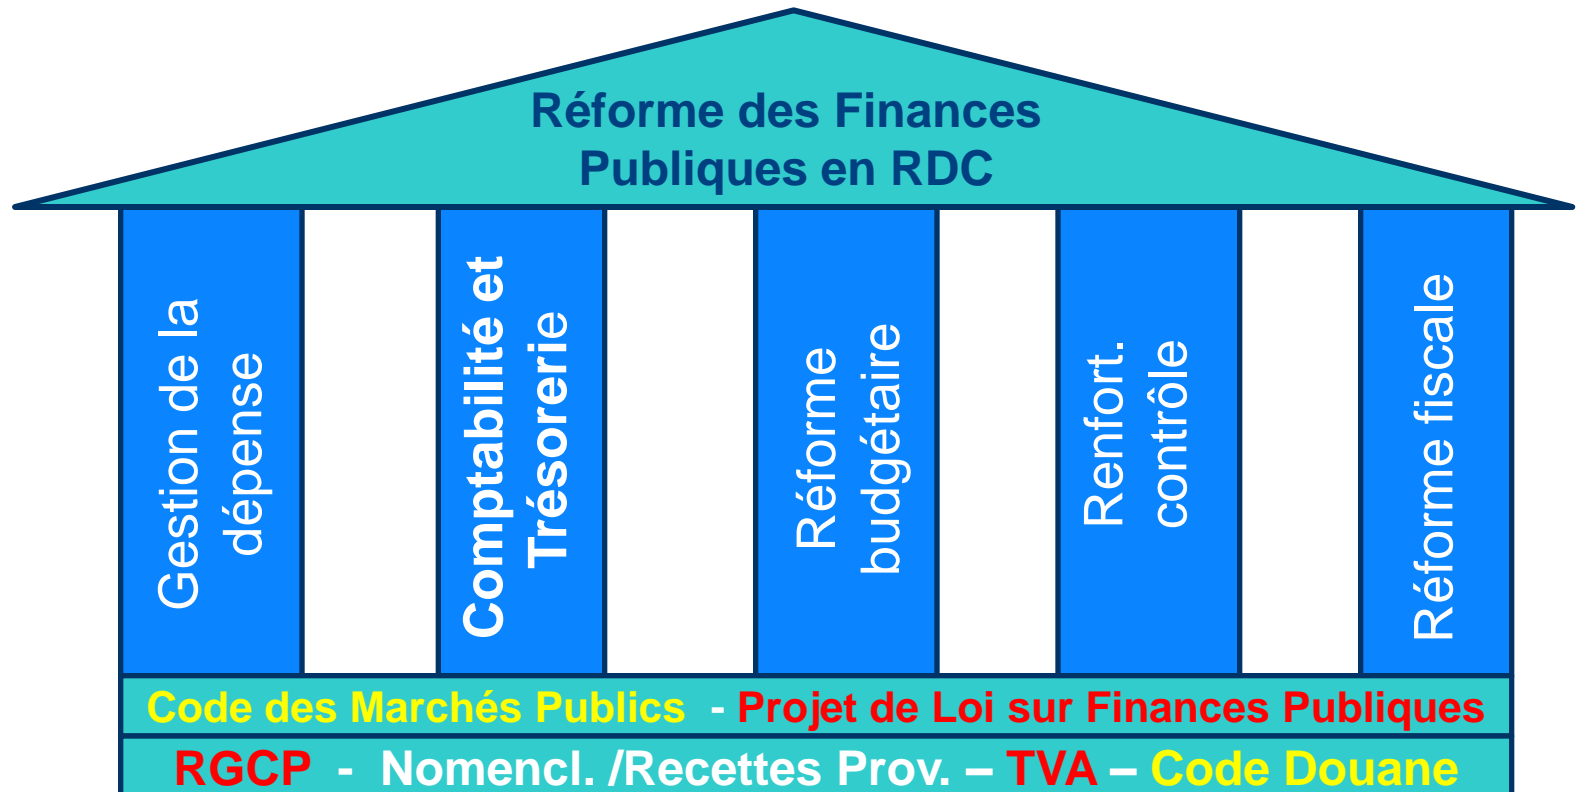 Réforme des Finances
Publiques en RDC
Gestion de la
dépense
Comptabilité et
Trésorerie
Réforme
budgétaire
Renfort.
contrôle
Réforme fiscale
Code des Marchés Publics - Projet de Loi sur Finances Publiques
RGCP - Nomencl. /Recettes Prov. – TVA – Code Douane